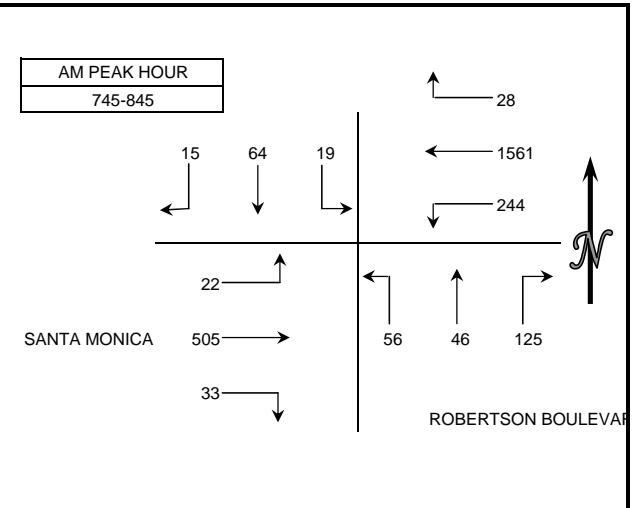 AM PEAK HOUR
745-845
28
15 64 19 1561
244
N
22
SANTA MONICA 505 56 46 125
33
ROBERTSON BOULEVAR